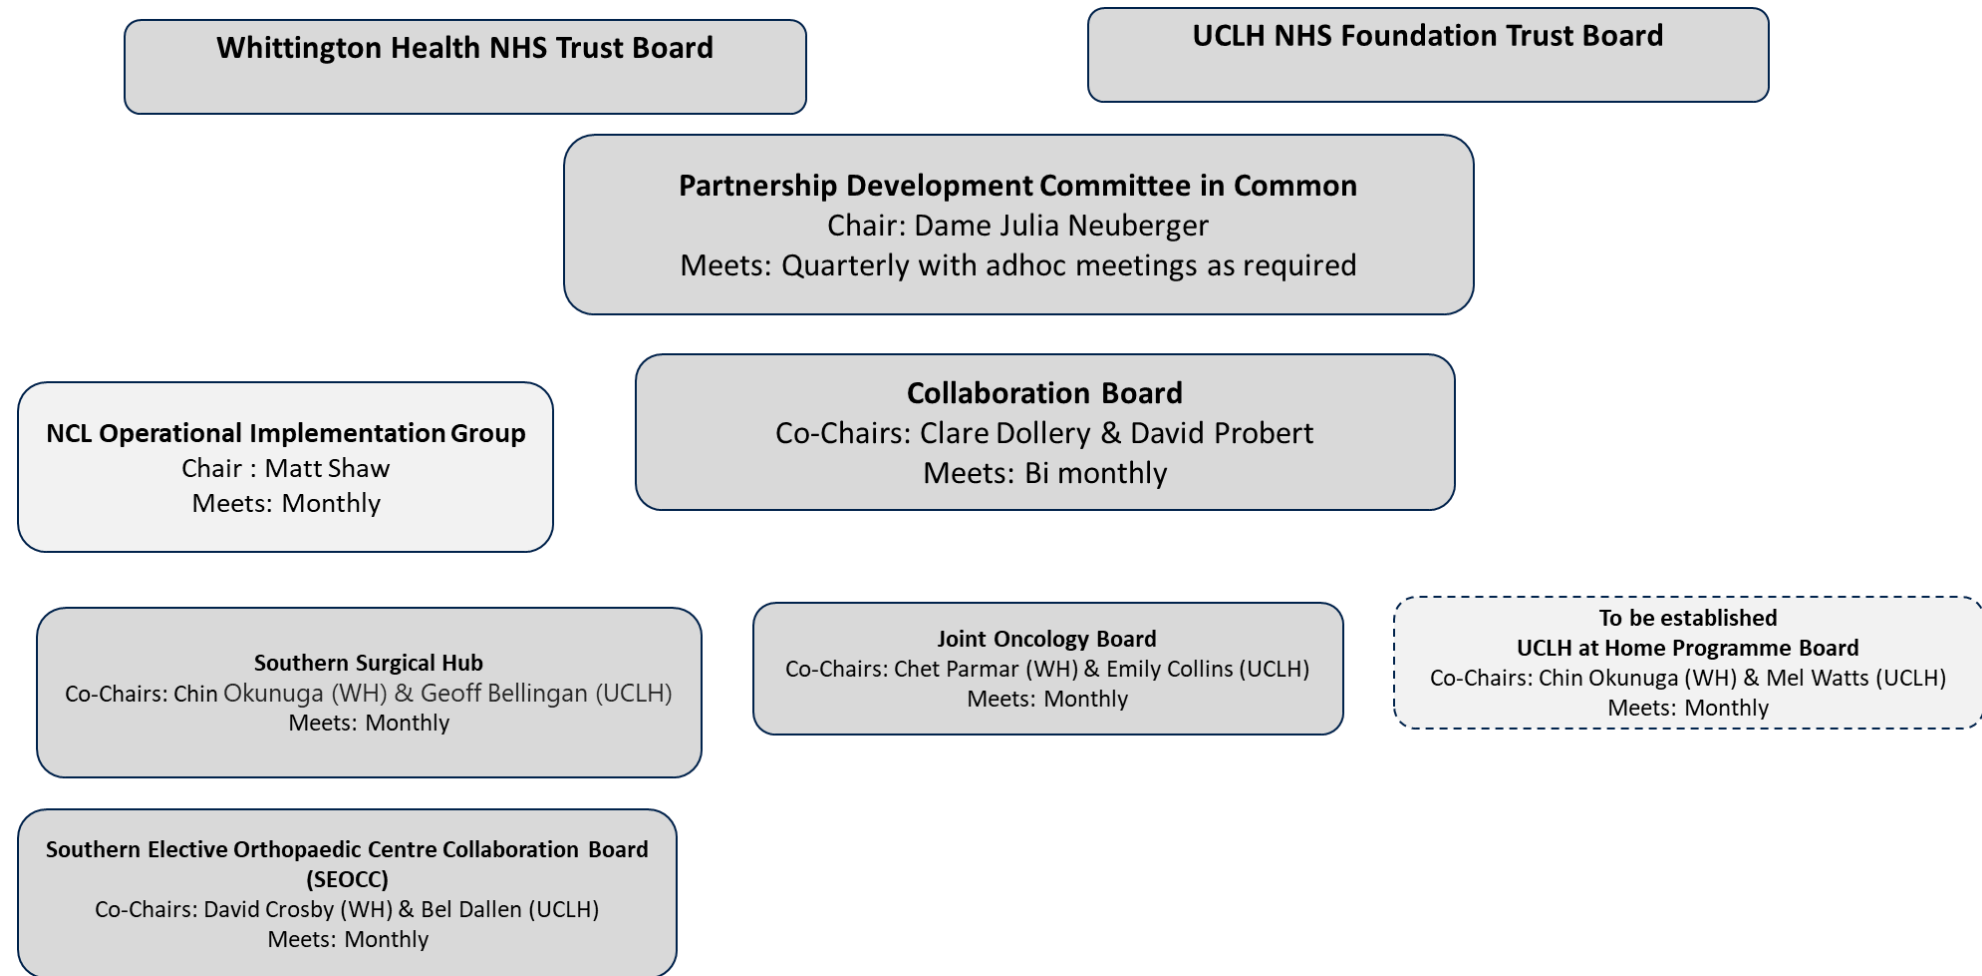 Whittington Health NHS Trust Board
UCLH NHS Foundation Trust Board
Partnership Development Committee in Common
Chair: Dame Julia Neuberger
Meets: Quarterly with adhoc meetings as required
Collaboration Board
Co-Chairs: Clare Dollery & David Probert
Meets: Bi monthly
NCL Operational Implementation Group
Chair : Matt Shaw
Meets: Monthly
Southern Surgical Hub
Co-Chairs: Chin Okunuga (WH) & Geoff Bellingan (UCLH)
Meets: Monthly
Joint Oncology Board
Co-Chairs: Chet Parmar (WH) & Emily Collins (UCLH)
Meets: Monthly
To be established
UCLH at Home Programme Board
Co-Chairs: Chin Okunuga (WH) & Mel Watts (UCLH)
Meets: Monthly
Southern Elective Orthopaedic Centre Collaboration Board
(SEOCC)
Co-Chairs: David Crosby (WH) & Bel Dallen (UCLH)
Meets: Monthly